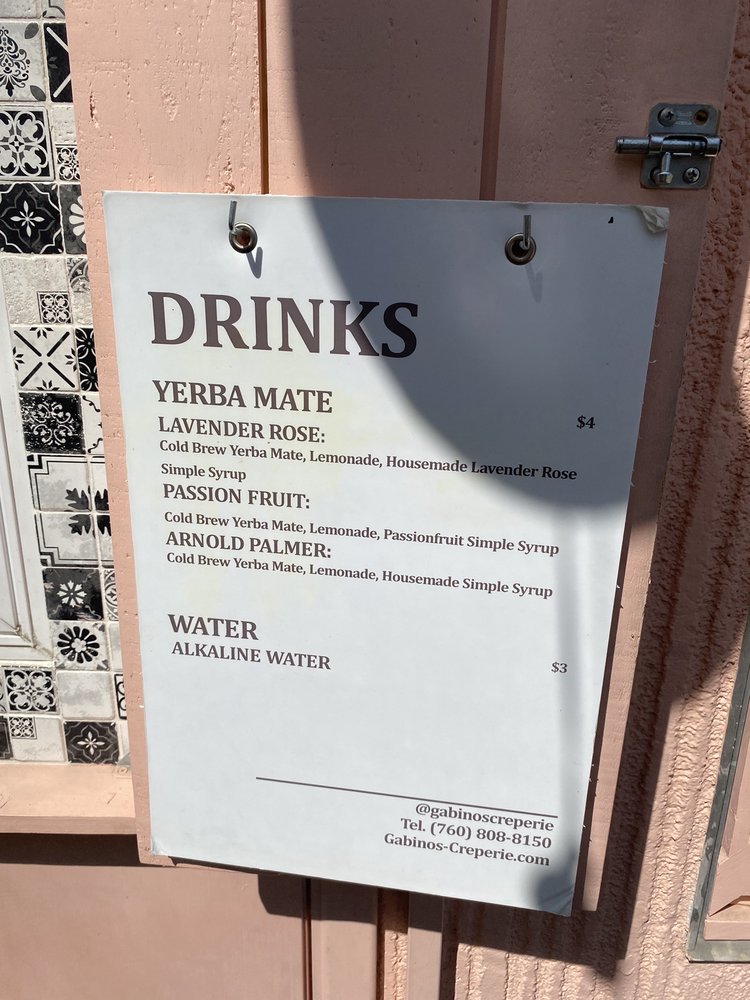 DRINKS
YERBA MATE
$4
LAVENDER ROSE:
Cold Brew Yerba Mate, Lemonade, Housemade Lavender Rose
Simple Syrup
PASSION FRUIT:
Cold Brew Yerba Mate, Lemonade, Passionfruit Simple Syrup
ARNOLD PALMER:
Cold Brew Yerba Mate, Lemonade, Housemade Simple Syrup
WATER
ALKALINE WATER $3
@gabinoscreperie
Tel. (760) 808-8150
Gabinos-Creperie.com